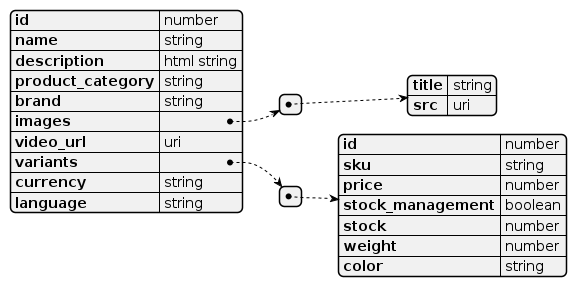 id number
name string
description html string
product_category string
brand string
images
video_url uri
variants
currency string
language string
title string
src uri
id number
sku string
price number
stock_management boolean
stock number
weight number
color string